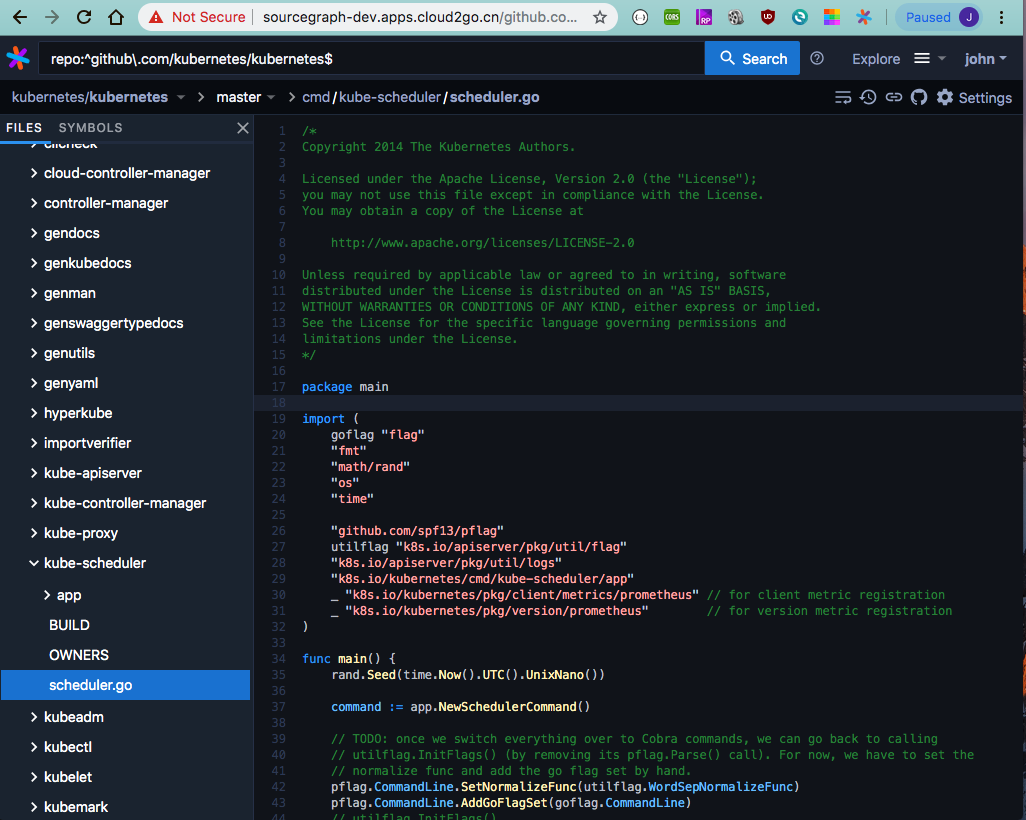 Not Secure sourcegraph-dev.apps.cloud2go.cn/github.co... CORS RP Paused J
repo:^github\.com/kubernetes/kubernetes$ Search Explore john
kubernetes/kubernetes master cmd/kube-scheduler/scheduler.go Settings
FILES SYMBOLS
clicheck
cloud-controller-manager
controller-manager
gendocs
genkubedocs
genman
genswaggertypedocs
genutils
genyaml
hyperkube
importverifier
kube-apiserver
kube-controller-manager
kube-proxy
kube-scheduler
app
BUILD
OWNERS
scheduler.go
kubeadm
kubectl
kubelet
kubemark
1 /*
2 Copyright 2014 The Kubernetes Authors.
3
4 Licensed under the Apache License, Version 2.0 (the "License");
5 you may not use this file except in compliance with the License.
6 You may obtain a copy of the License at
7
8     http://www.apache.org/licenses/LICENSE-2.0
9
10 Unless required by applicable law or agreed to in writing, software
11 distributed under the License is distributed on an "AS IS" BASIS,
12 WITHOUT WARRANTIES OR CONDITIONS OF ANY KIND, either express or implied.
13 See the License for the specific language governing permissions and
14 limitations under the License.
15 */
16
17 package main
18
19 import (
20     goflag "flag"
21     "fmt"
22     "math/rand"
23     "os"
24     "time"
25
26     "github.com/spf13/pflag"
27     utilflag "k8s.io/apiserver/pkg/util/flag"
28     "k8s.io/apiserver/pkg/util/logs"
29     "k8s.io/kubernetes/cmd/kube-scheduler/app"
30     _ "k8s.io/kubernetes/pkg/client/metrics/prometheus" // for client metric registration
31     _ "k8s.io/kubernetes/pkg/version/prometheus"        // for version metric registration
32 )
33
34 func main() {
35     rand.Seed(time.Now().UTC().UnixNano())
36
37     command := app.NewSchedulerCommand()
38
39     // TODO: once we switch everything over to Cobra commands, we can go back to calling
40     // utilflag.InitFlags() (by removing its pflag.Parse() call). For now, we have to set the
41     // normalize func and add the go flag set by hand.
42     pflag.CommandLine.SetNormalizeFunc(utilflag.WordSepNormalizeFunc)
43     pflag.CommandLine.AddGoFlagSet(goflag.CommandLine)
44     // utilflag.InitFlags()